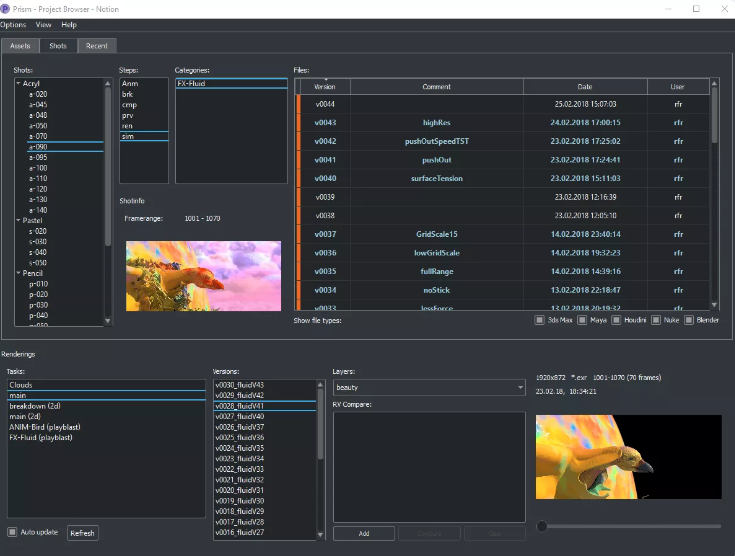 Prism - Project Browser - Notion
Options View Help
Assets Shots Recent
Shots:
Acryl
a-020
a-045
a-048
a-050
a-070
a-090
a-095
a-100
a-110
a-120
a-130
a-140
Pastel
s-020
s-030
s-040
s-050
Pencil
p-010
p-020
p-030
p-040
p-050
Steps:
Anm
brk
cmp
prv
ren
sim
Categories:
FX-Fluid
Shotinfo
Framerange: 1001 - 1070
Files:
Version Comment Date User
v0044 25.02.2018 15:07:03 rfr
v0043 highRes 24.02.2018 17:00:15 rfr
v0042 pushOutSpeedTST 23.02.2018 17:25:02 rfr
v0041 pushOut 23.02.2018 17:24:41 rfr
v0040 surfaceTension 23.02.2018 15:11:03 rfr
v0039 23.02.2018 12:16:39 rfr
v0038 23.02.2018 12:05:10 rfr
v0037 GridScale15 14.02.2018 23:40:14 rfr
v0036 lowGridScale 14.02.2018 19:32:23 rfr
v0035 fullRange 14.02.2018 14:39:16 rfr
v0034 noStick 13.02.2018 22:18:47 rfr
v0033 lessForce 13.02.2018 20:19:32 rfr
Show file types: 3ds Max Maya Houdini Nuke Blender
Renderings
Tasks:
Clouds
main
breakdown (2d)
main (2d)
ANIM-Bird (playblast)
FX-Fluid (playblast)
Auto update Refresh
Versions:
v0030_fluidV43
v0029_fluidV42
v0028_fluidV41
v0027_fluidV40
v0026_fluidV37
v0025_fluidV36
v0024_fluidV35
v0023_fluidV34
v0022_fluidV33
v0021_fluidV32
v0020_fluidV31
v0019_fluidV30
v0018_fluidV29
v0017_fluidV28
v0016_fluidV27
Layers:
beauty
RV Compare:
Add Compare Clear
1920x872 *.exr 1001-1070 (70 frames)
23.02.18, 18:34:21